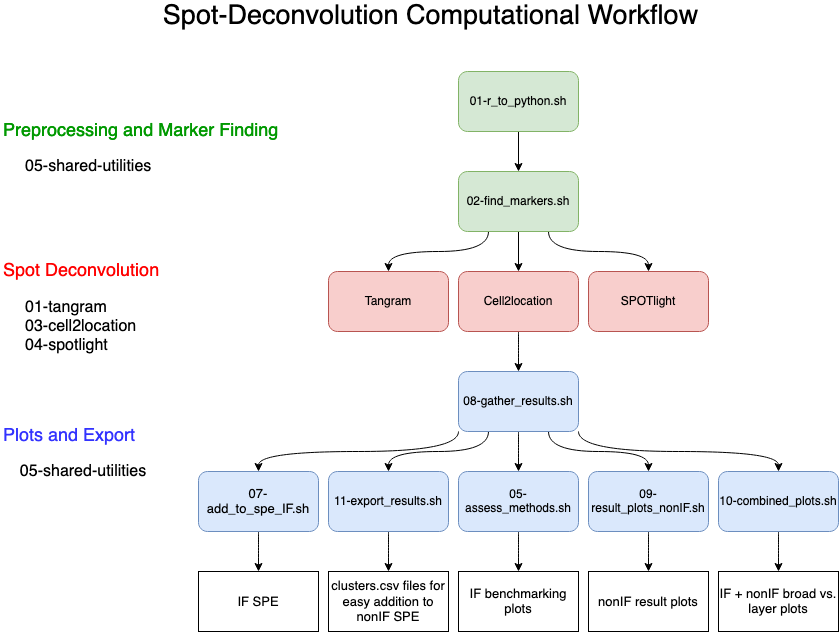 Spot-Deconvolution Computational Workflow
01-r_to_python.sh
Preprocessing and Marker Finding
05-shared-utilities
02-find_markers.sh
Spot Deconvolution
01-tangram
03-cell2location
04-spotlight
Tangram
Cell2location
SPOTlight
08-gather_results.sh
Plots and Export
05-shared-utilities
07-
add_to_spe_IF.sh
11-export_results.sh
05-
assess_methods.sh
09-
result_plots_nonIF.sh
10-combined_plots.sh
IF SPE
clusters.csv files for
easy addition to
nonIF SPE
IF benchmarking
plots
nonIF result plots
IF + nonIF broad vs.
layer plots